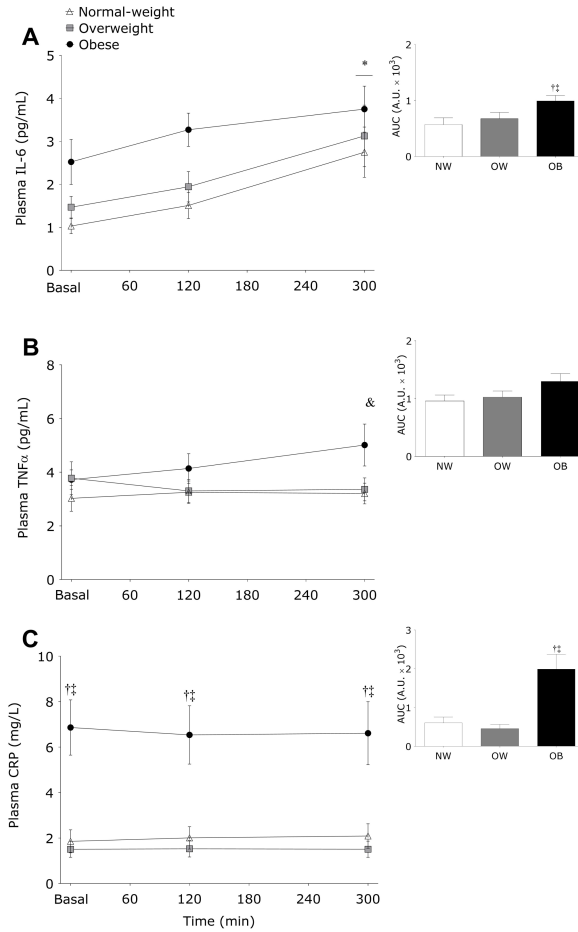 Normal-weight
Overweight
Obese
A
Plasma IL-6 (pg/mL)
5
4
3
2
1
0
*
Basal 60 120 180 240 300
AUC (A.U. × 10³)
2
1
0
†‡
NW OW OB
B
Plasma TNFα (pg/mL)
8
6
4
2
0
&
Basal 60 120 180 240 300
AUC (A.U. × 10³)
2
1
0
NW OW OB
C
Plasma CRP (mg/L)
10
8
6
4
2
0
†‡ †‡ †‡
Basal 60 120 180 240 300
Time (min)
AUC (A.U. × 10³)
3
2
1
0
†‡
NW OW OB